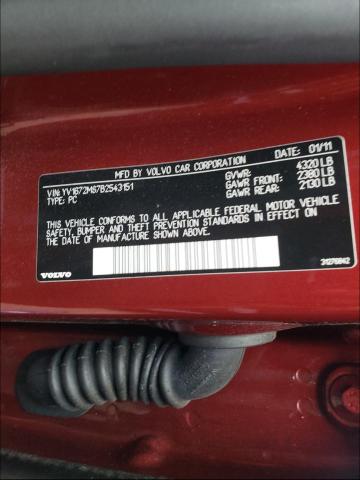 MFD BY VOLVO CAR CORPORATION DATE: 01/11
VIN: YV1672MS7B2543151 GVWR: 4320 LB
TYPE: PC GAWR FRONT: 2380 LB
GAWR REAR: 2130 LB
THIS VEHICLE CONFORMS TO ALL APPLICABLE FEDERAL MOTOR VEHICLE
SAFETY, BUMPER AND THEFT PREVENTION STANDARDS IN EFFECT ON
THE DATE OF MANUFACTURE SHOWN ABOVE.
VOLVO 31276942